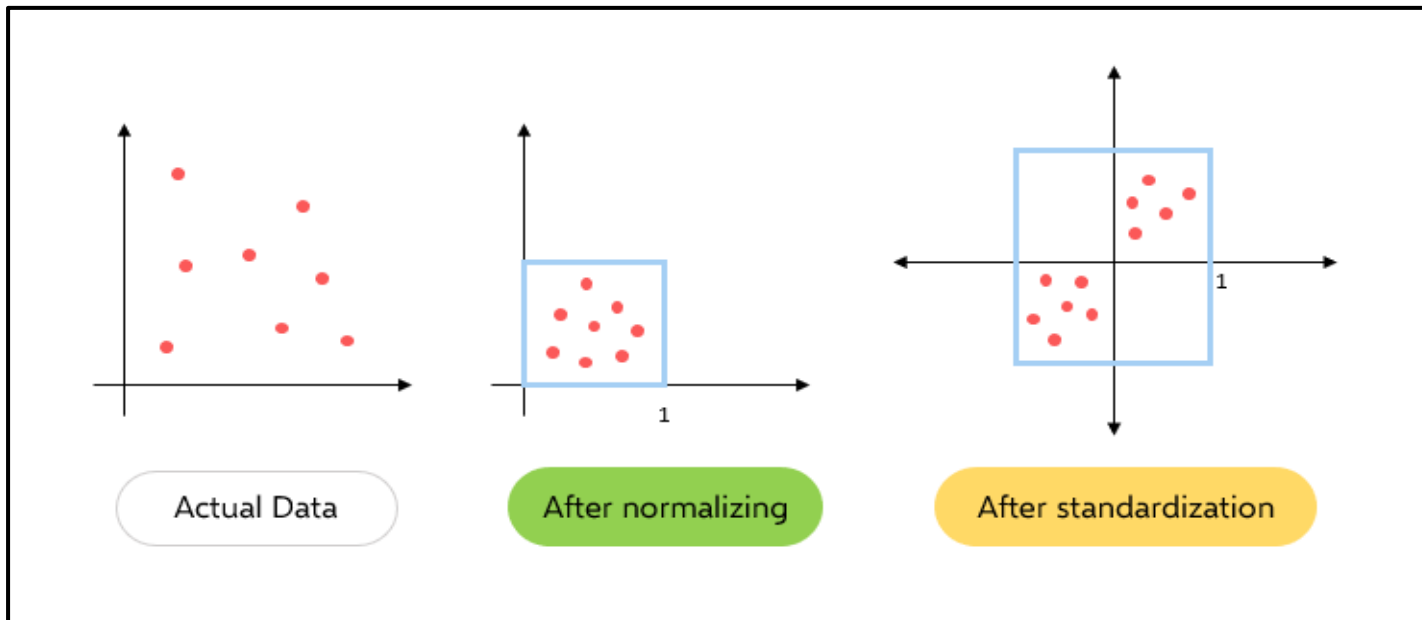 1
1
Actual Data
After normalizing
After standardization